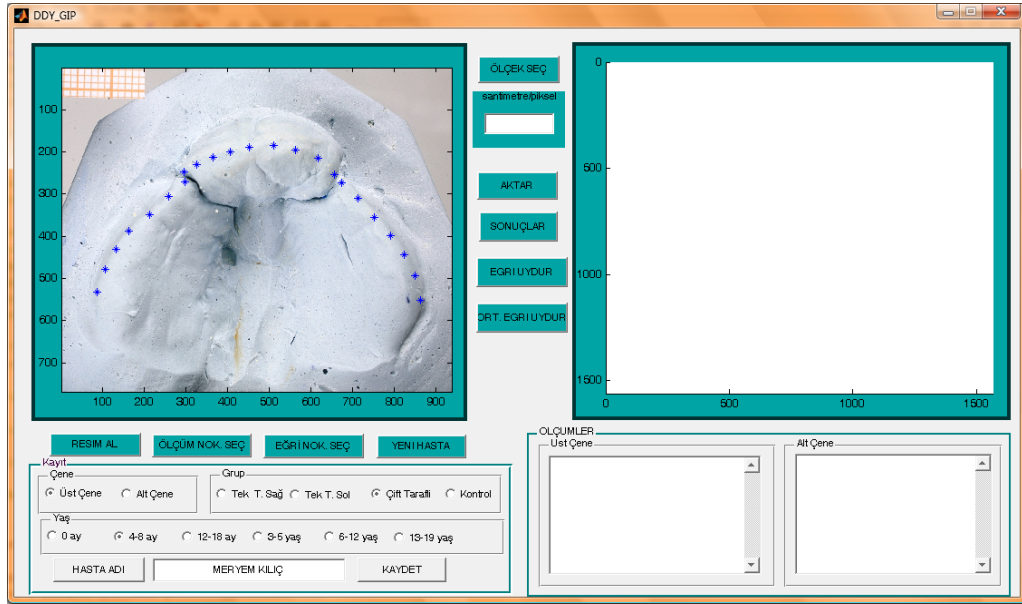 DDY_GIP
100
200
300
400
500
600
700
100 200 300 400 500 600 700 800 900
ÖLÇEK SEÇ
santimetre/piksel
AKTAR
SONUÇLAR
EGRI UYDUR
ORT. EGRI UYDUR
0
500
1000
1500
0 500 1000 1500
RESIM AL ÖLÇÜM NOK. SEÇ EĞRİ NOK. SEÇ YENI HASTA
Kayıt
Çene
Üst Çene Alt Çene
Grup
Tek T. Sağ Tek T. Sol Çift Tarafli Kontrol
Yaş
0 ay 4-8 ay 12-18 ay 3-5 yaş 6-12 yaş 13-19 yaş
HASTA ADI MERYEM KILIÇ KAYDET
OLCUMLER
Ust Çene Alt Çene